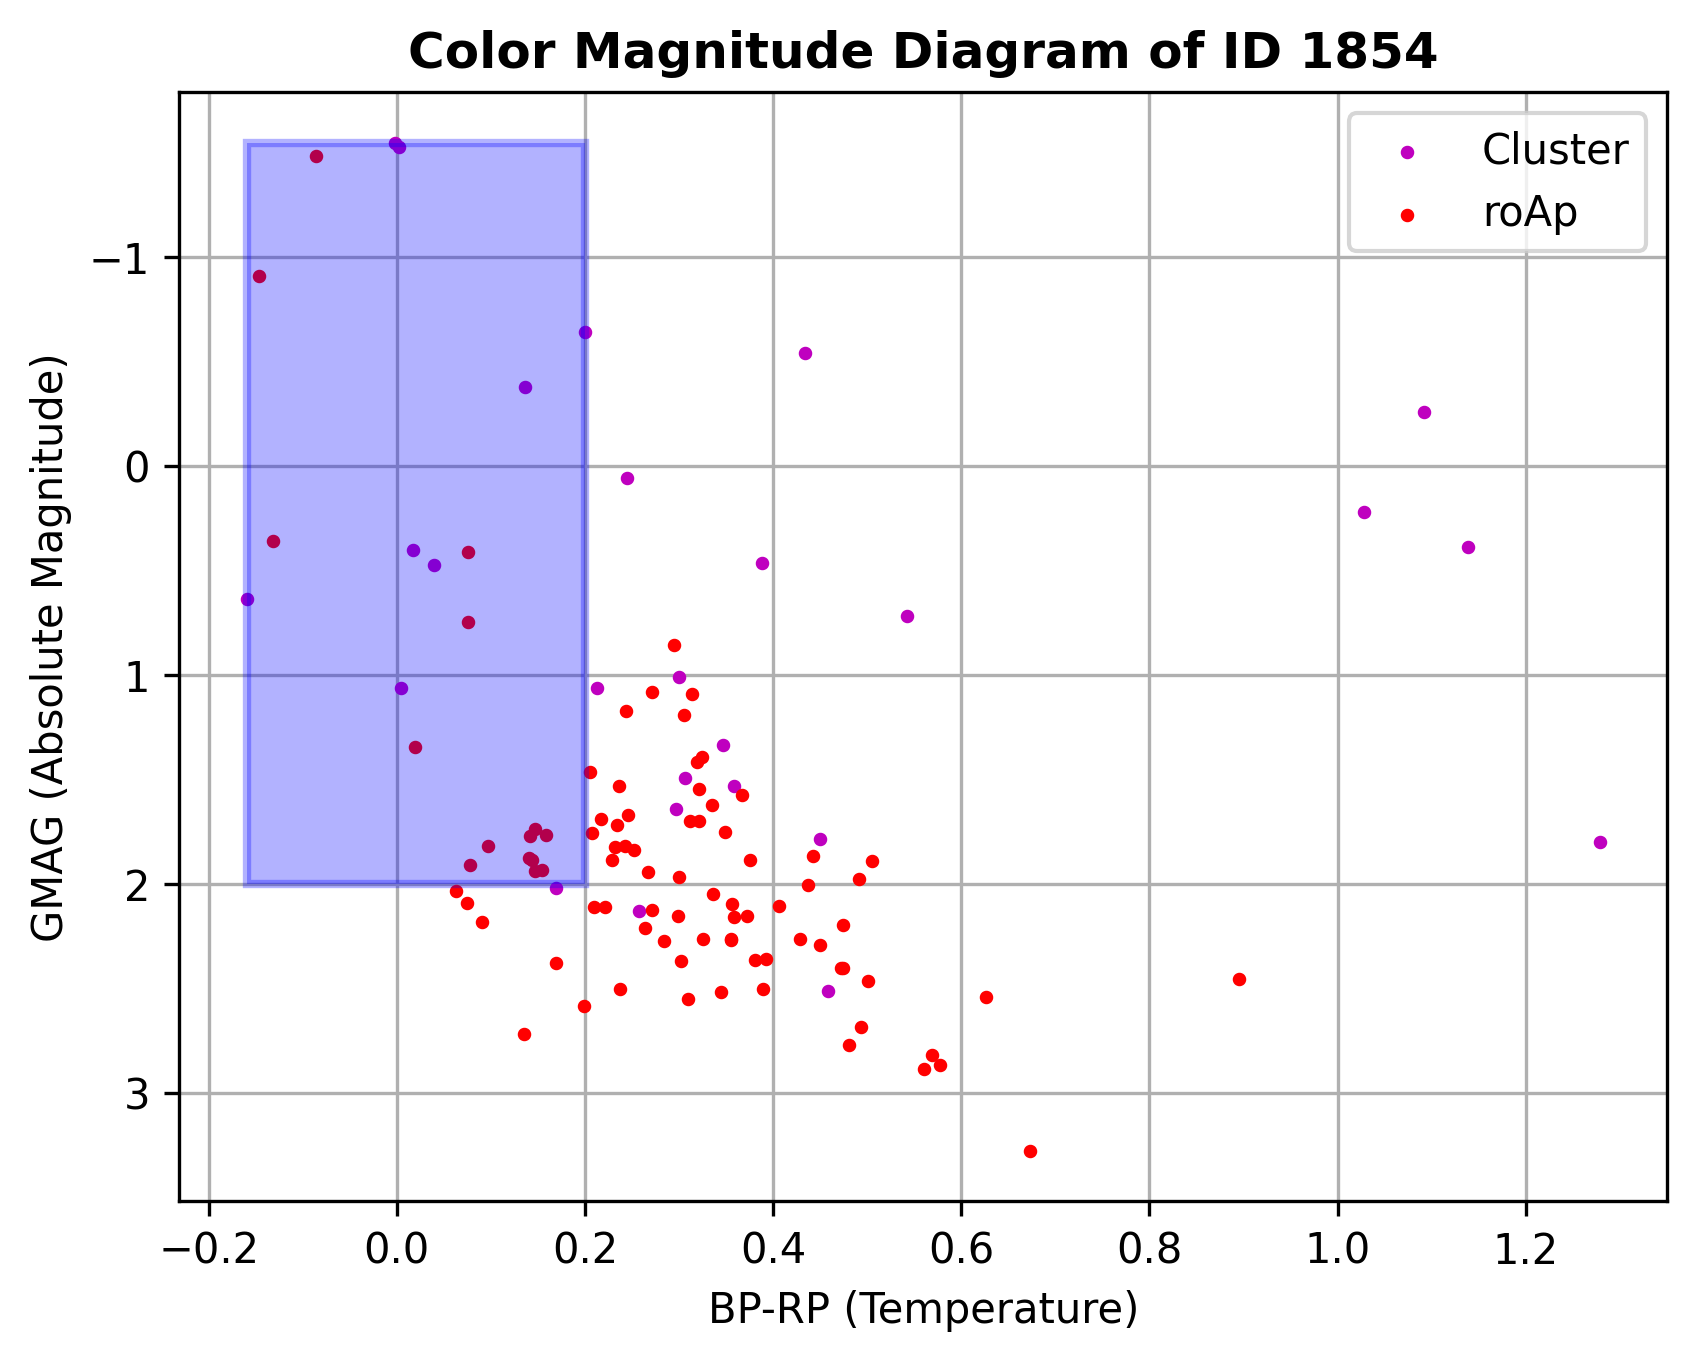 Color Magnitude Diagram of ID 1854
Cluster
roAp
GMAG (Absolute Magnitude)
−1
0
1
2
3
−0.2
0.0
0.2
0.4
0.6
0.8
1.0
1.2
BP-RP (Temperature)